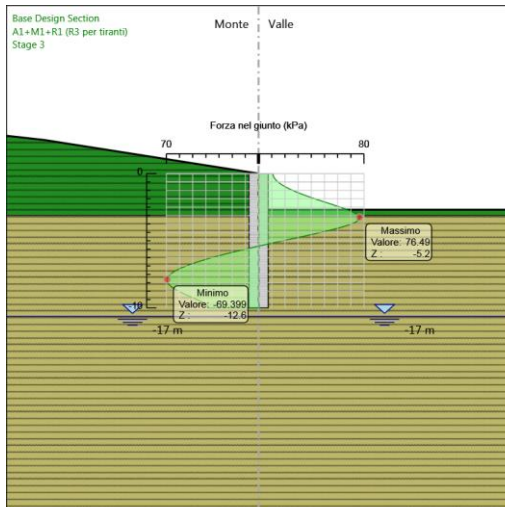 Base Design Section
A1+M1+R1 (R3 per tiranti)
Stage 3
Monte Valle
Forza nel giunto (kPa)
70 80
0
Massimo
Valore: 76.49
Z : -5.2
Minimo
Valore: -69.399
Z : -12.6
-10
-17 m -17 m